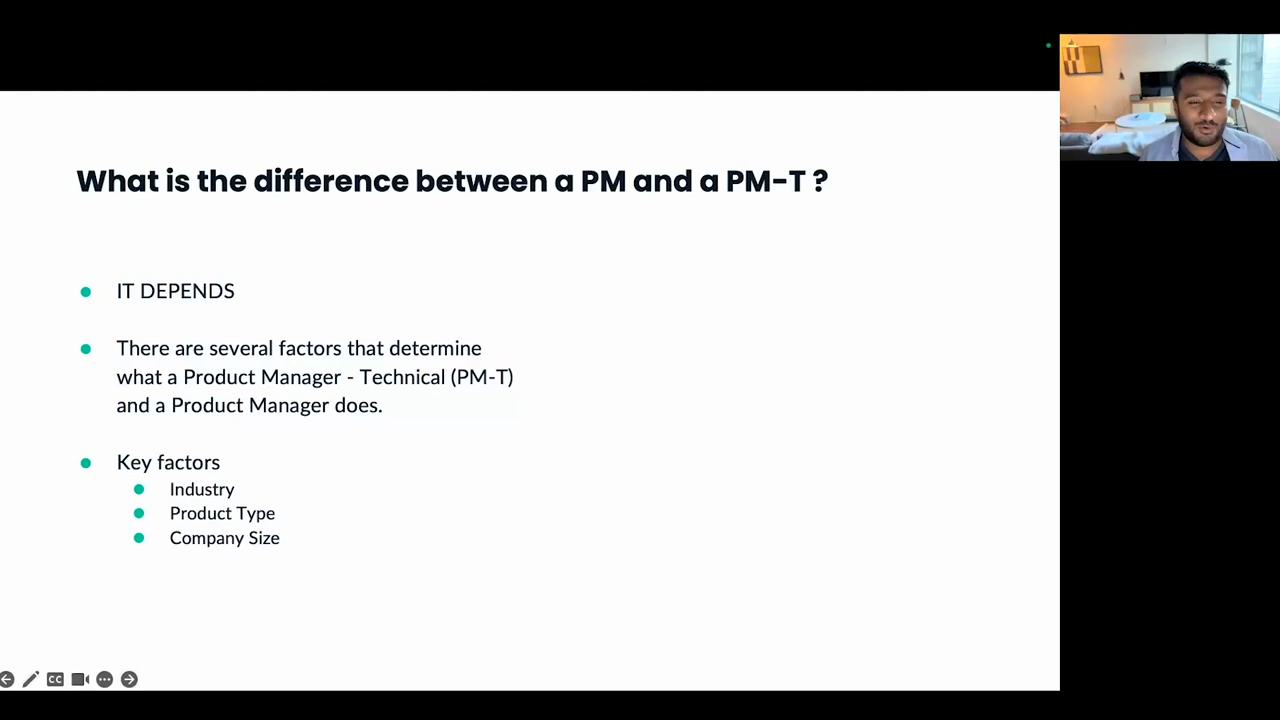 What is the difference between a PM and a PM-T ?
IT DEPENDS
There are several factors that determine
what a Product Manager - Technical (PM-T)
and a Product Manager does.
Key factors
Industry
Product Type
Company Size
CC